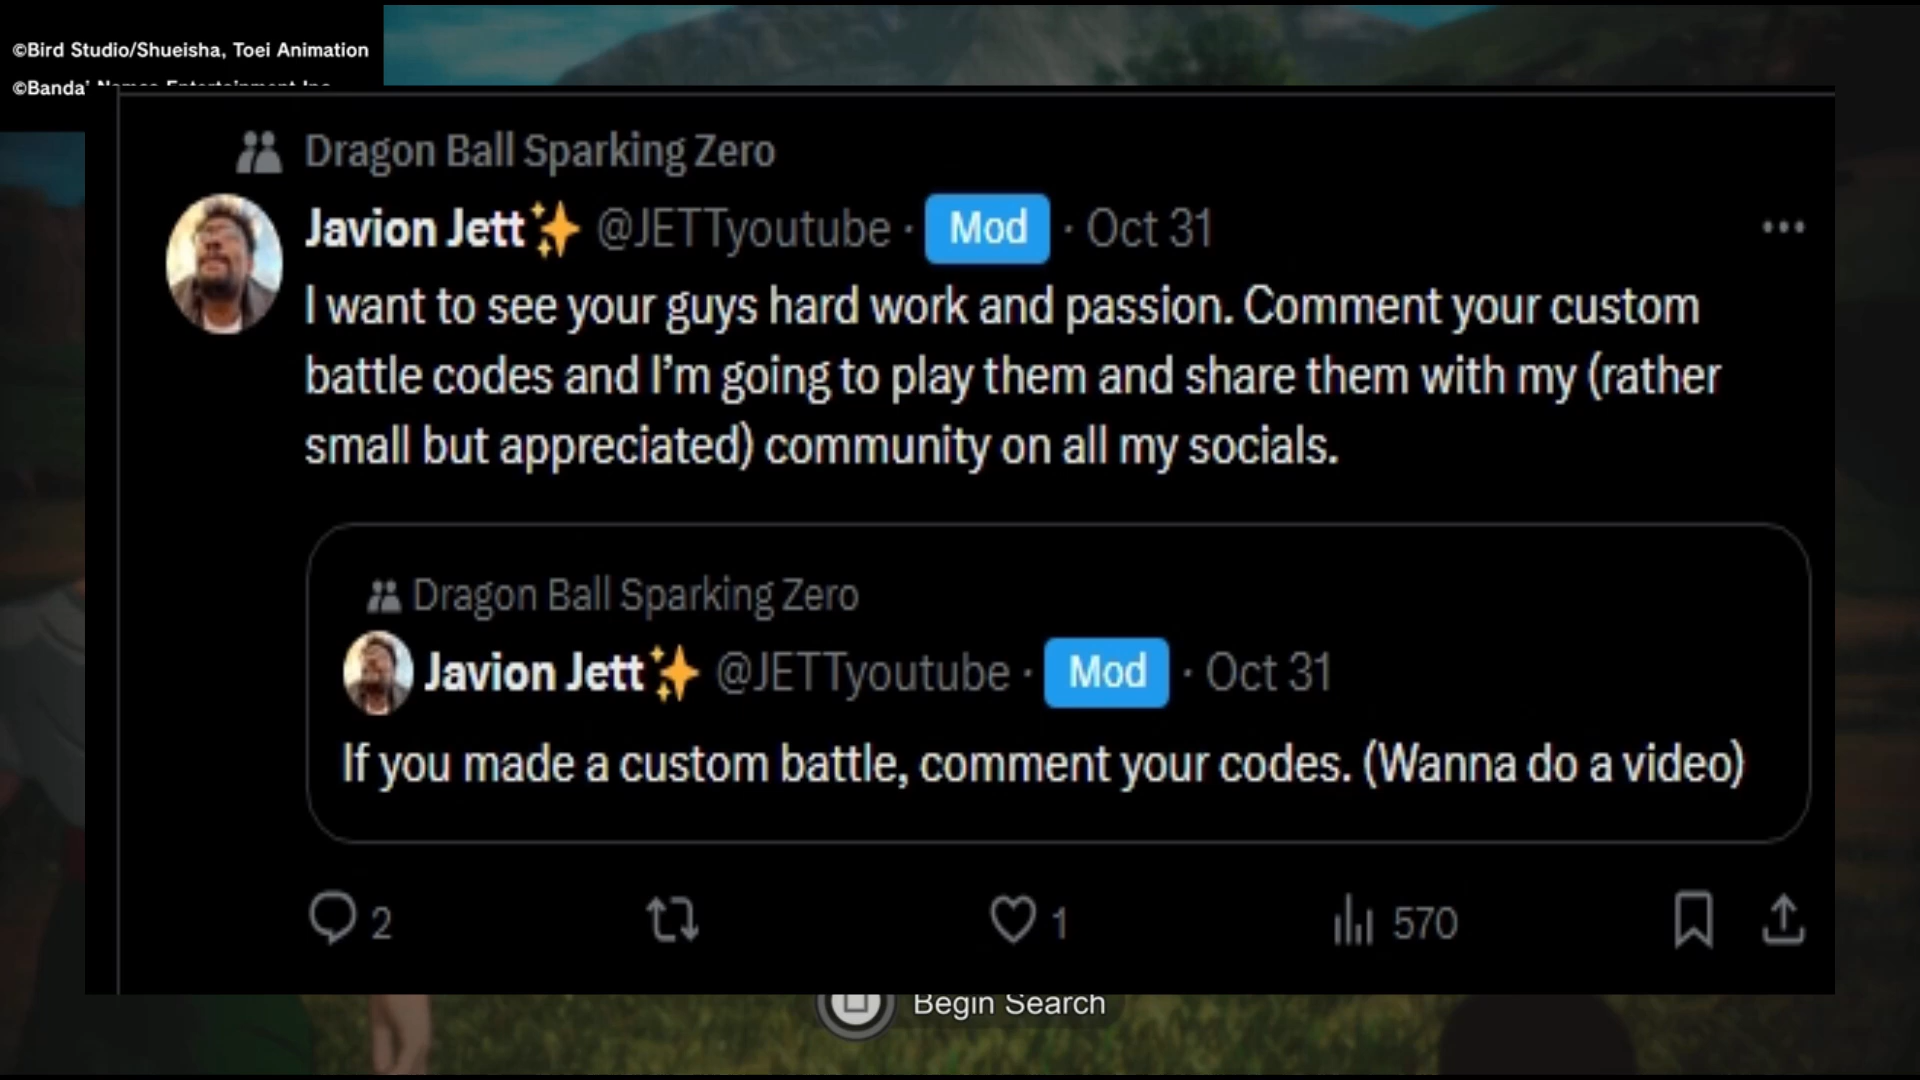 ©Bird Studio/Shueisha, Toei Animation
©Bandai Namco Entertainment Inc.
Dragon Ball Sparking Zero
Javion Jett✨ @JETTyoutube · Mod · Oct 31
I want to see your guys hard work and passion. Comment your custom
battle codes and I'm going to play them and share them with my (rather
small but appreciated) community on all my socials.
Dragon Ball Sparking Zero
Javion Jett✨ @JETTyoutube · Mod · Oct 31
If you made a custom battle, comment your codes. (Wanna do a video)
2 1 570
Begin Search